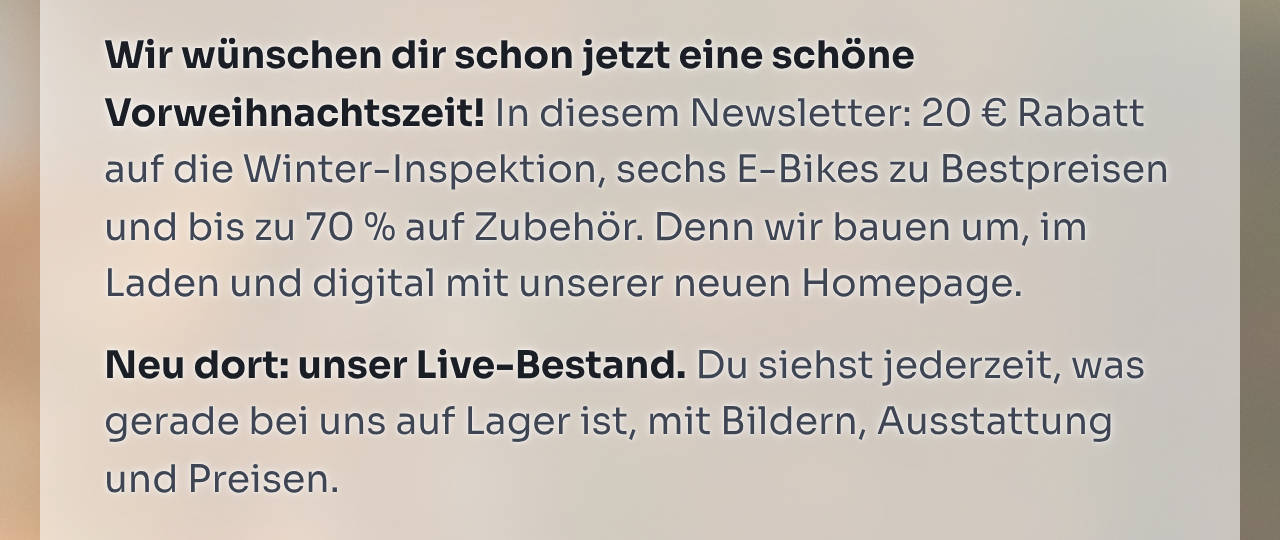 Wir wünschen dir schon jetzt eine schöne
Vorweihnachtszeit! In diesem Newsletter: 20 € Rabatt
auf die Winter-Inspektion, sechs E-Bikes zu Bestpreisen
und bis zu 70 % auf Zubehör. Denn wir bauen um, im
Laden und digital mit unserer neuen Homepage.
Neu dort: unser Live-Bestand. Du siehst jederzeit, was
gerade bei uns auf Lager ist, mit Bildern, Ausstattung
und Preisen.